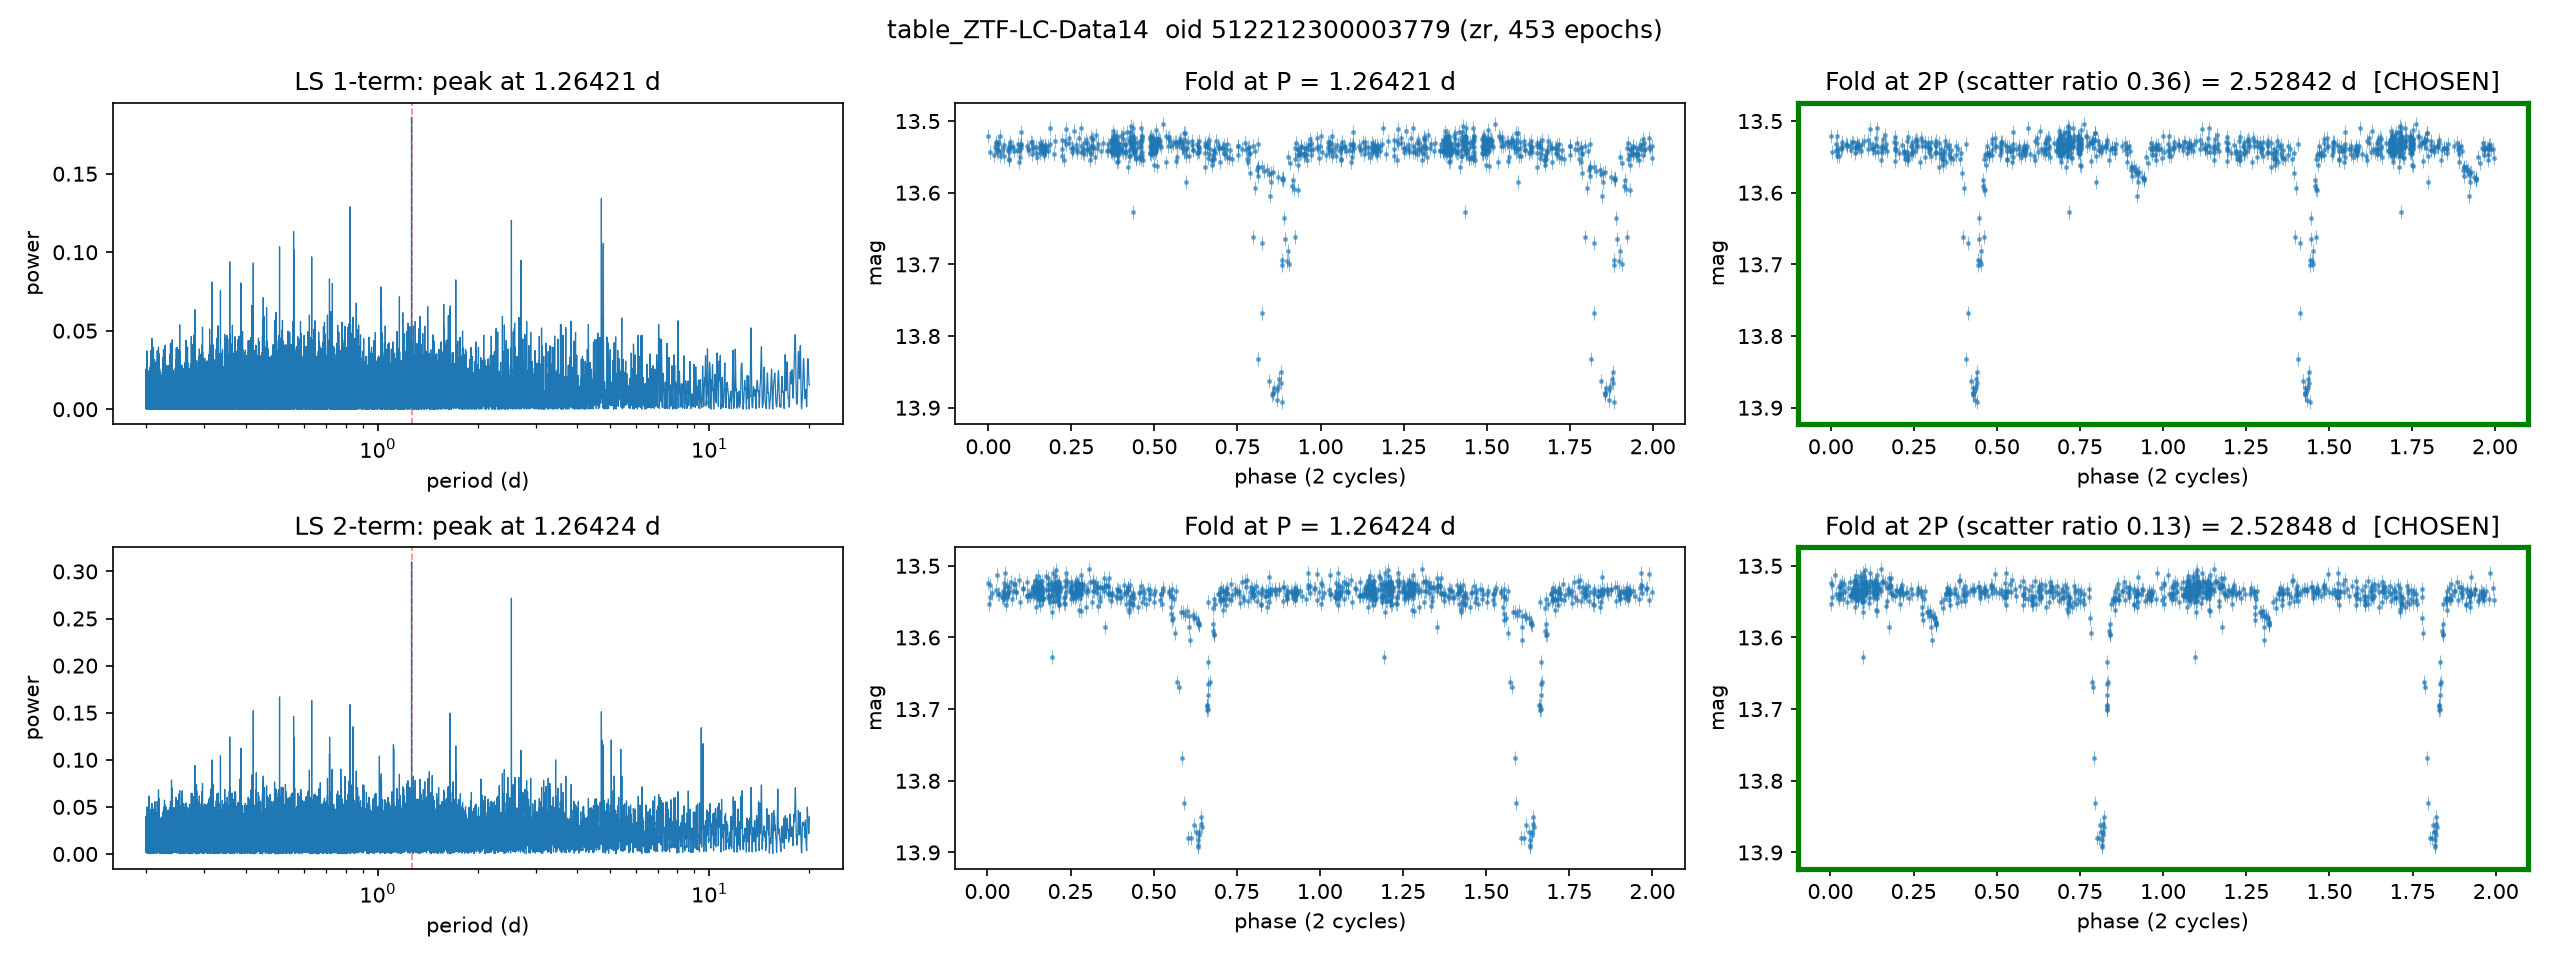 table_ZTF-LC-Data14  oid 512212300003779 (zr, 453 epochs)
LS 1-term: peak at 1.26421 d
power
0.15
0.10
0.05
0.00
10⁰
10¹
period (d)
Fold at P = 1.26421 d
mag
13.5
13.6
13.7
13.8
13.9
0.00 0.25 0.50 0.75 1.00 1.25 1.50 1.75 2.00
phase (2 cycles)
Fold at 2P (scatter ratio 0.36) = 2.52842 d  [CHOSEN]
mag
13.5
13.6
13.7
13.8
13.9
0.00 0.25 0.50 0.75 1.00 1.25 1.50 1.75 2.00
phase (2 cycles)
LS 2-term: peak at 1.26424 d
power
0.30
0.25
0.20
0.15
0.10
0.05
0.00
10⁰
10¹
period (d)
Fold at P = 1.26424 d
mag
13.5
13.6
13.7
13.8
13.9
0.00 0.25 0.50 0.75 1.00 1.25 1.50 1.75 2.00
phase (2 cycles)
Fold at 2P (scatter ratio 0.13) = 2.52848 d  [CHOSEN]
mag
13.5
13.6
13.7
13.8
13.9
0.00 0.25 0.50 0.75 1.00 1.25 1.50 1.75 2.00
phase (2 cycles)